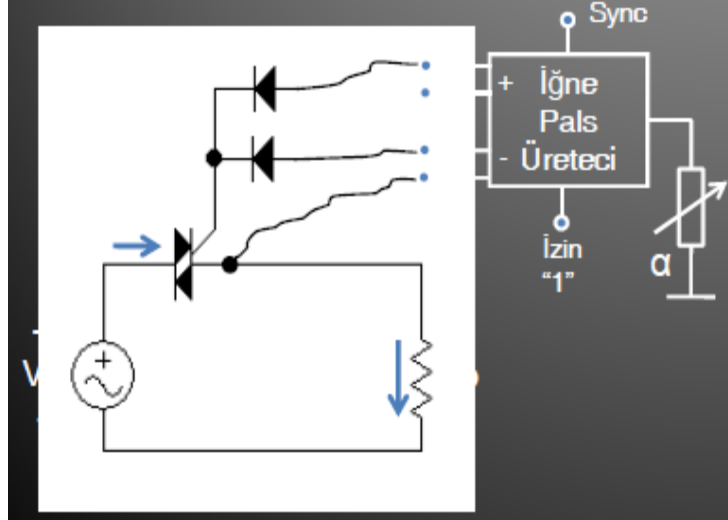 Sync
+ İğne
Pals
- Üreteci
İzin
“1”
α
V
+